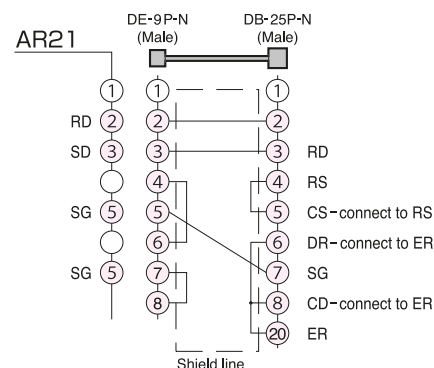 DE-9P-N DB-25P-N
(Male) (Male)
AR21
1 1 1
RD 2 2 2
SD 3 3 3 RD
4 4 RS
SG 5 5 5 CS-connect to RS
6 6 DR-connect to ER
SG 5 7 7 SG
8 8 CD-connect to ER
20 ER
Shield line